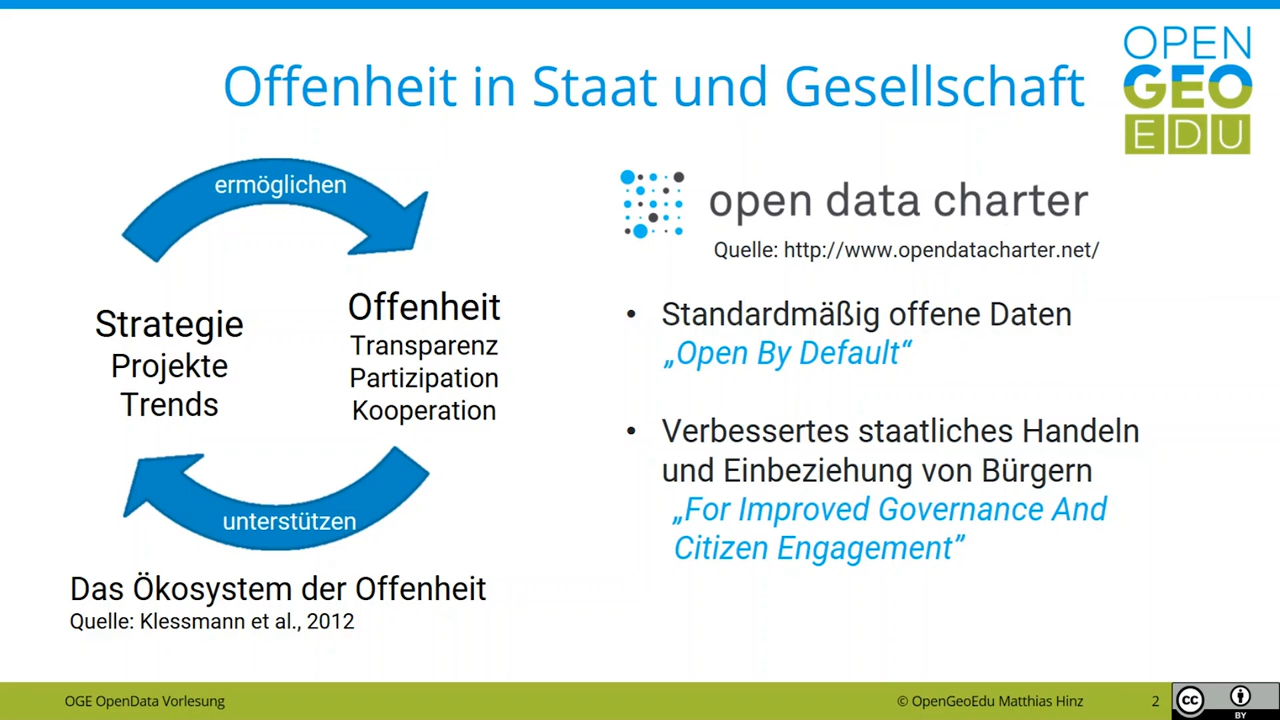 OPEN
GEO
EDU
Offenheit in Staat und Gesellschaft
ermöglichen
Strategie
Projekte
Trends
Offenheit
Transparenz
Partizipation
Kooperation
unterstützen
Das Ökosystem der Offenheit
Quelle: Klessmann et al., 2012
open data charter
Quelle: http://www.opendatacharter.net/
• Standardmäßig offene Daten
„Open By Default“
• Verbessertes staatliches Handeln
und Einbeziehung von Bürgern
„For Improved Governance And
Citizen Engagement”
OGE OpenData Vorlesung
© OpenGeoEdu Matthias Hinz
2
cc
BY